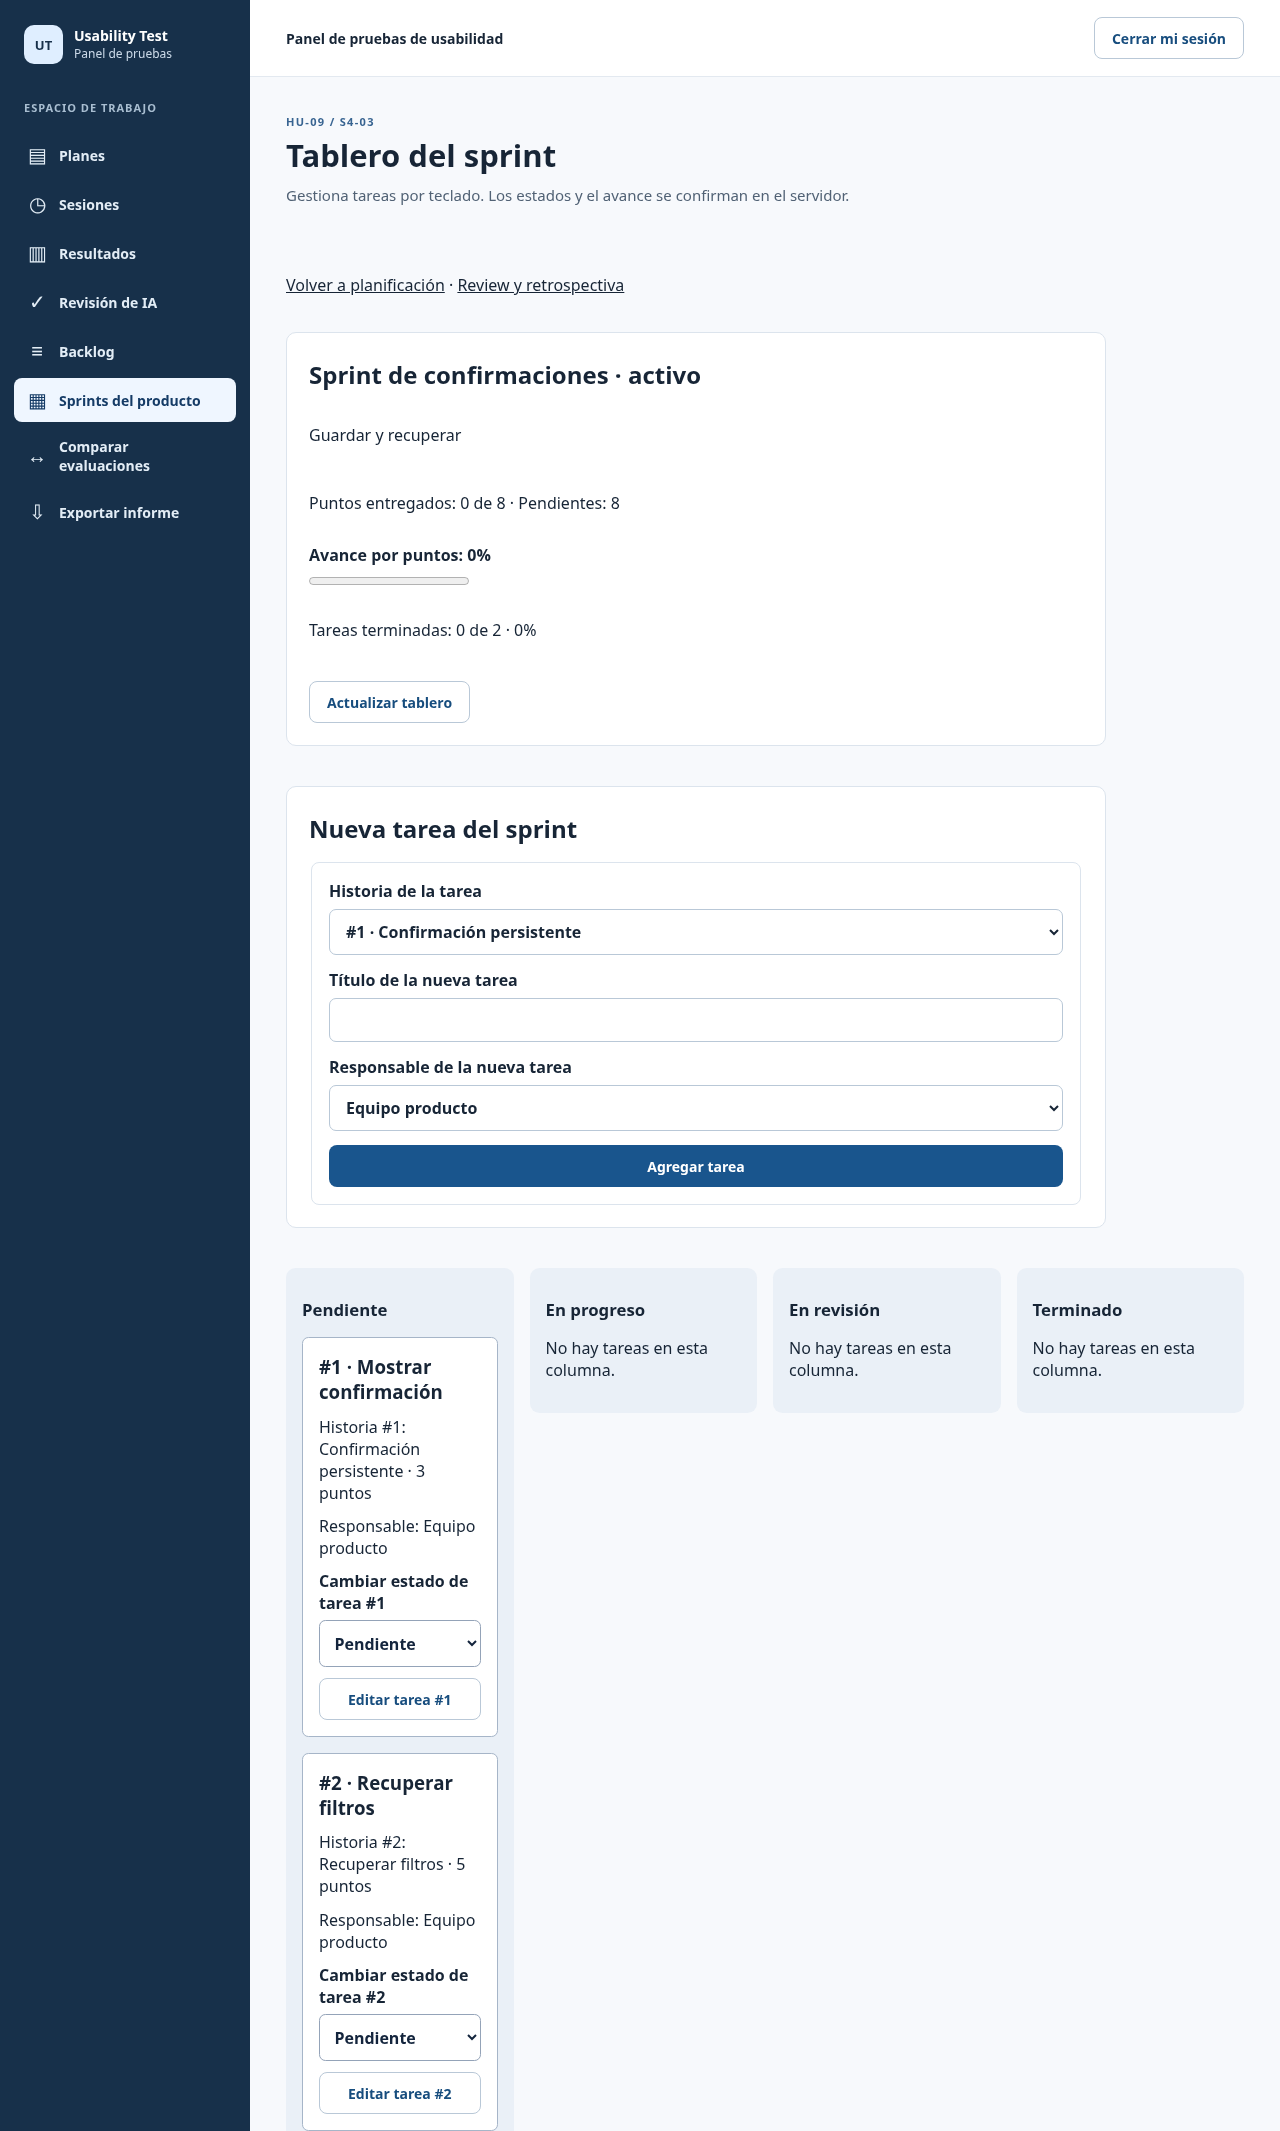 UT
Usability Test
Panel de pruebas
ESPACIO DE TRABAJO
Planes
Sesiones
Resultados
Revisión de IA
Backlog
Sprints del producto
Comparar
evaluaciones
Exportar informe
Panel de pruebas de usabilidad
Cerrar mi sesión
HU-09 / S4-03
Tablero del sprint
Gestiona tareas por teclado. Los estados y el avance se confirman en el servidor.
Volver a planificación · Review y retrospectiva
Sprint de confirmaciones · activo
Guardar y recuperar
Puntos entregados: 0 de 8 · Pendientes: 8
Avance por puntos: 0%
Tareas terminadas: 0 de 2 · 0%
Actualizar tablero
Nueva tarea del sprint
Historia de la tarea
#1 · Confirmación persistente
Título de la nueva tarea
Responsable de la nueva tarea
Equipo producto
Agregar tarea
Pendiente
#1 · Mostrar
confirmación
Historia #1:
Confirmación
persistente · 3
puntos
Responsable: Equipo
producto
Cambiar estado de
tarea #1
Pendiente
Editar tarea #1
#2 · Recuperar
filtros
Historia #2:
Recuperar filtros · 5
puntos
Responsable: Equipo
producto
Cambiar estado de
tarea #2
Pendiente
Editar tarea #2
En progreso
No hay tareas en esta
columna.
En revisión
No hay tareas en esta
columna.
Terminado
No hay tareas en esta
columna.